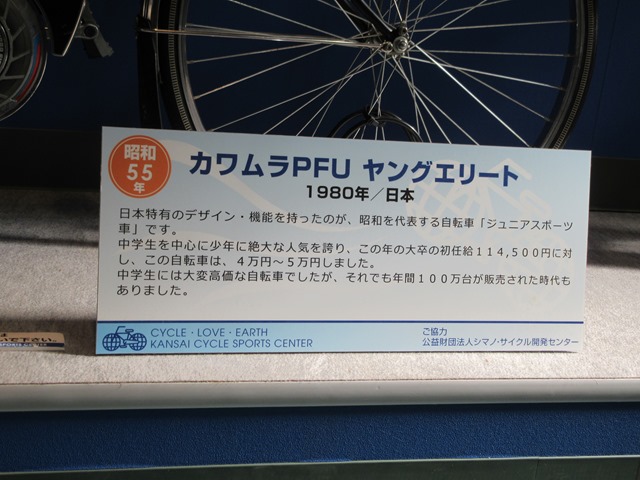 昭和
55
年
カワムラPFU ヤングエリート
1980年/日本
日本特有のデザイン・機能を持ったのが、昭和を代表する自転車「ジュニアスポーツ
車」です。
中学生を中心に少年に絶大な人気を誇り、この年の大卒の初任給114,500円に対
し、この自転車は、4万円～5万円しました。
中学生には大変高価な自転車でしたが、それでも年間100万台が販売された時代も
ありました。
CYCLE・LOVE・EARTH
KANSAI CYCLE SPORTS CENTER
ご協力
公益財団法人シマノ・サイクル開発センター
下さい。